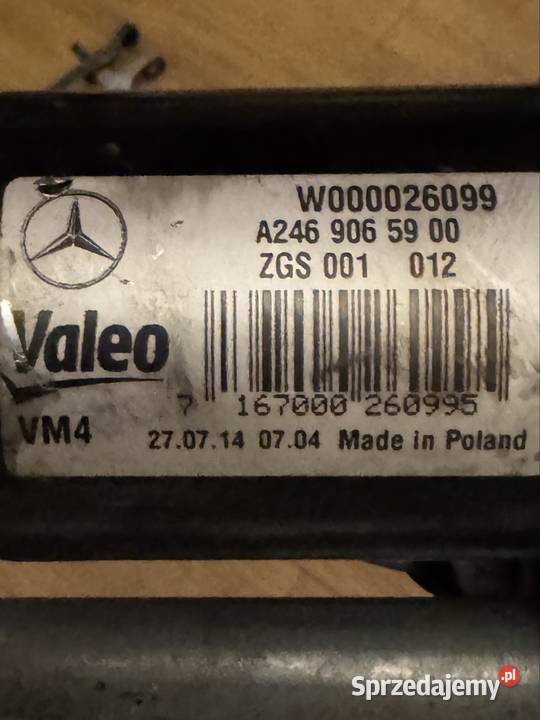 W000026099
A246 906 59 00
ZGS 001 012
Valeo
7 167000 260995
VM4
27.07.14 07.04 Made in Poland
Sprzedajemy.pl